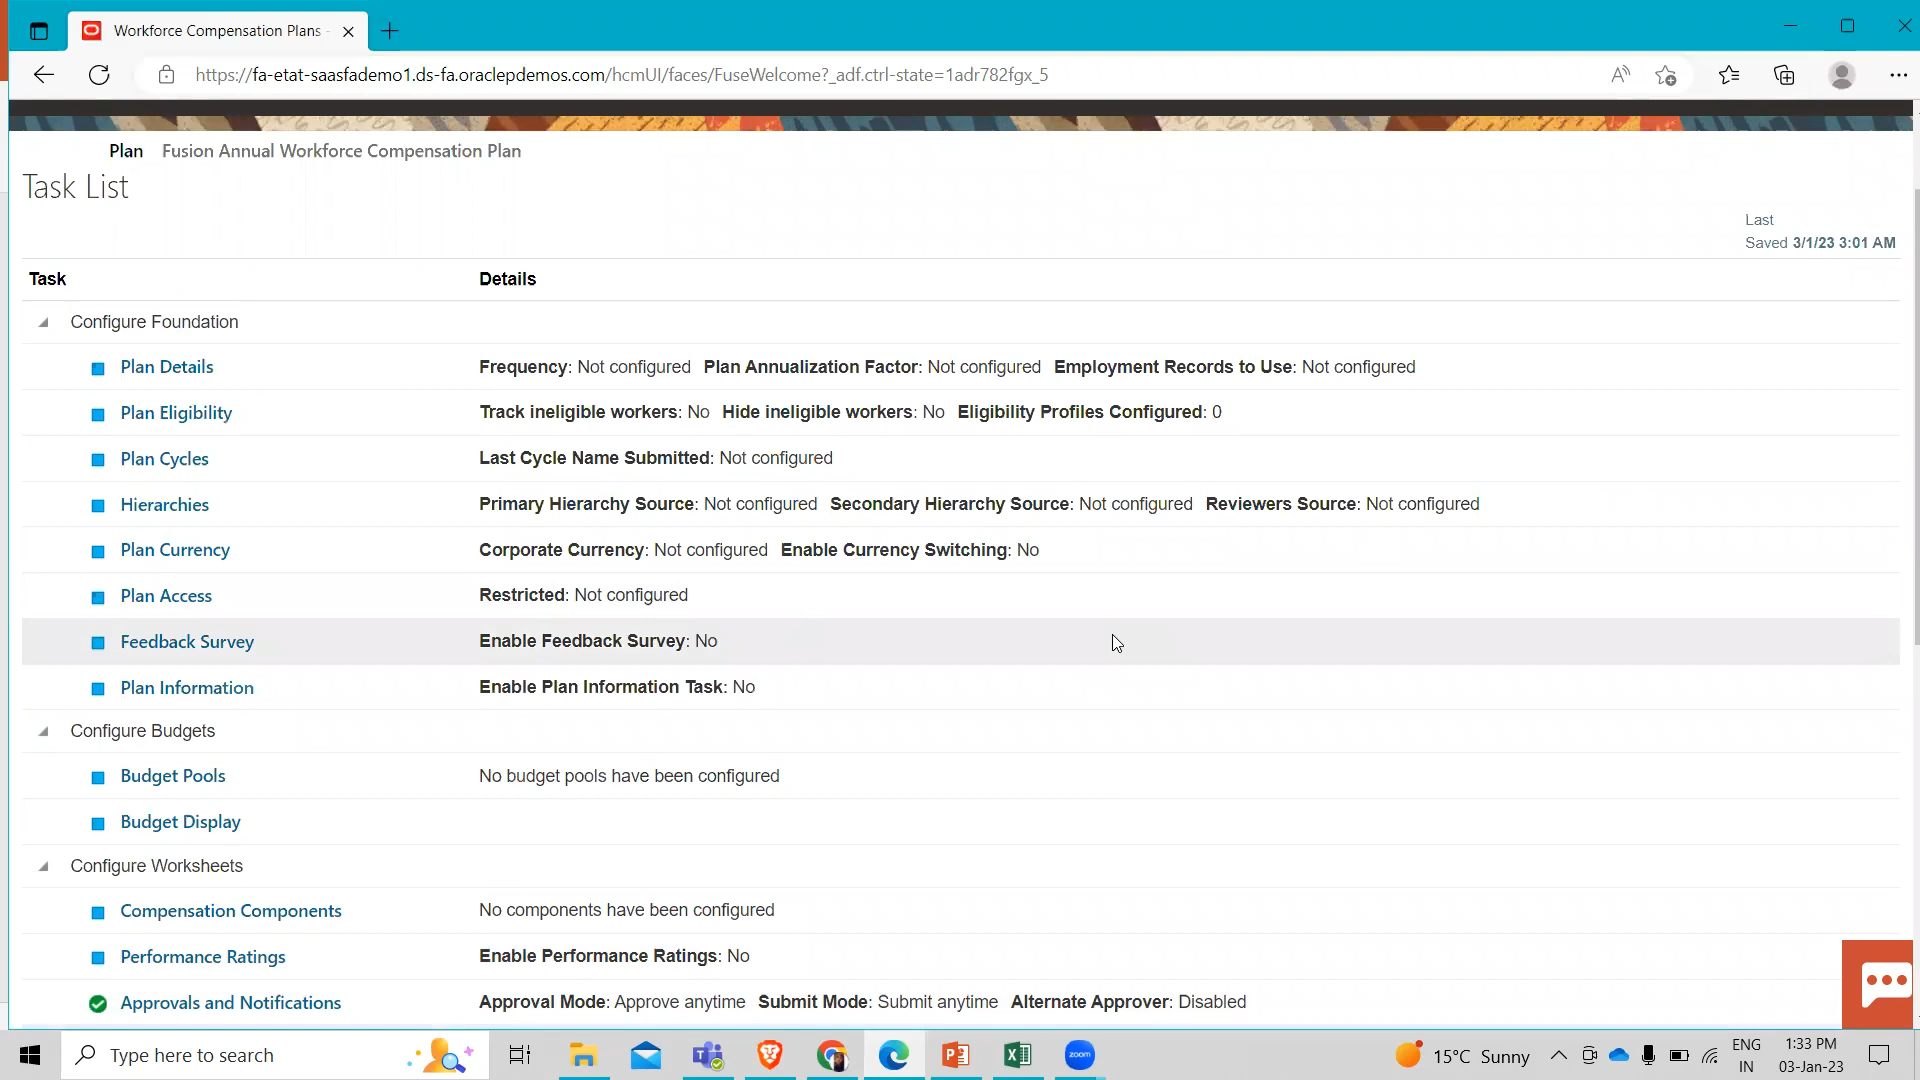 Workforce Compensation Plans -
https://fa-etat-saasfademo1.ds-fa.oraclepdemos.com/hcmUI/faces/FuseWelcome?_adf.ctrl-state=1adr782fgx_5
Plan Fusion Annual Workforce Compensation Plan
Task List
Last
Saved 3/1/23 3:01 AM
Task Details
Configure Foundation
Plan Details Frequency: Not configured Plan Annualization Factor: Not configured Employment Records to Use: Not configured
Plan Eligibility Track ineligible workers: No Hide ineligible workers: No Eligibility Profiles Configured: 0
Plan Cycles Last Cycle Name Submitted: Not configured
Hierarchies Primary Hierarchy Source: Not configured Secondary Hierarchy Source: Not configured Reviewers Source: Not configured
Plan Currency Corporate Currency: Not configured Enable Currency Switching: No
Plan Access Restricted: Not configured
Feedback Survey Enable Feedback Survey: No
Plan Information Enable Plan Information Task: No
Configure Budgets
Budget Pools No budget pools have been configured
Budget Display
Configure Worksheets
Compensation Components No components have been configured
Performance Ratings Enable Performance Ratings: No
Approvals and Notifications Approval Mode: Approve anytime Submit Mode: Submit anytime Alternate Approver: Disabled
Type here to search
zoom
15°C Sunny
ENG
IN
1:33 PM
03-Jan-23